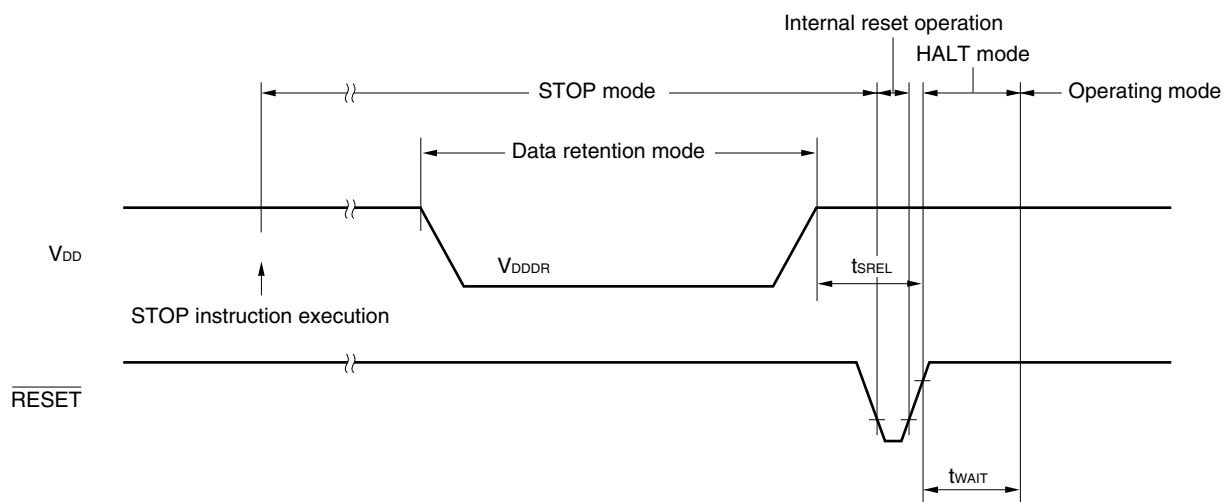 Internal reset operation
HALT mode
STOP mode
Operating mode
Data retention mode
VDD
VDDDR
tSREL
STOP instruction execution
RESET
tWAIT